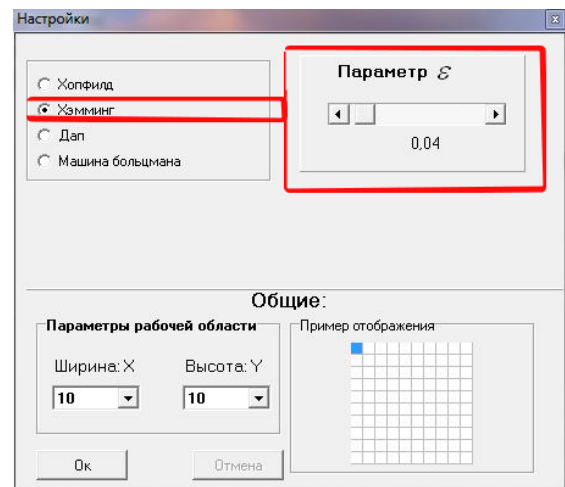 Настройки
Хопфилд
Хэмминг
Дап
Машина больцмана
Параметр ε
0,04
Общие:
Параметры рабочей области
Ширина: X Высота: Y
10 10
Пример отображения
Ок Отмена